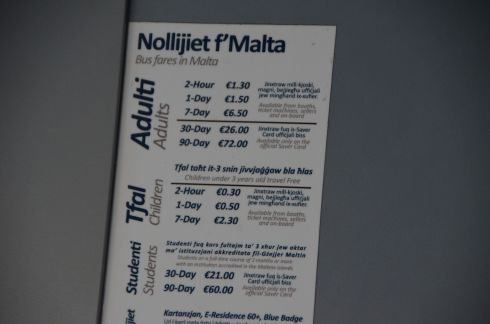 Nollijiet f'Malta
Bus fares in Malta
Adulti
Adults
2-Hour €1.30
1-Day €1.50
7-Day €6.50
Jinxtraw mill-kjoski,
magni, bejjiegħa uffiċjali
jew mingħand ix-xufier.
Available from booths,
ticket machines, sellers
and on-board
30-Day €26.00
90-Day €72.00
Jinxtraw fuq is-Saver
Card uffiċjali biss
Available only on the
official Saver Card
Tfal
Children
Tfal taħt it-3 snin jivvjaġġaw bla ħlas
Children under 3 years old travel Free
2-Hour €0.30
1-Day €0.50
7-Day €2.30
Jinxtraw mill-kjoski,
magni, bejjiegħa uffiċjali
jew mingħand ix-xufier.
Available from booths,
ticket machines, sellers
and on-board
Studenti
Students
Studenti fuq kors fulltajm ta' 3 xhur jew aktar
ma' istituzzjoni akkreditata fil-Gżejjer Maltin
Students on a full-time course of 3 months or more
with an institution accredited in the Maltese Islands
30-Day €21.00
90-Day €60.00
Jinxtraw fuq is-Saver
Card uffiċjali biss
Available only on the
official Saver Card
Kartanzjan, E-Residence 60+, Blue Badge